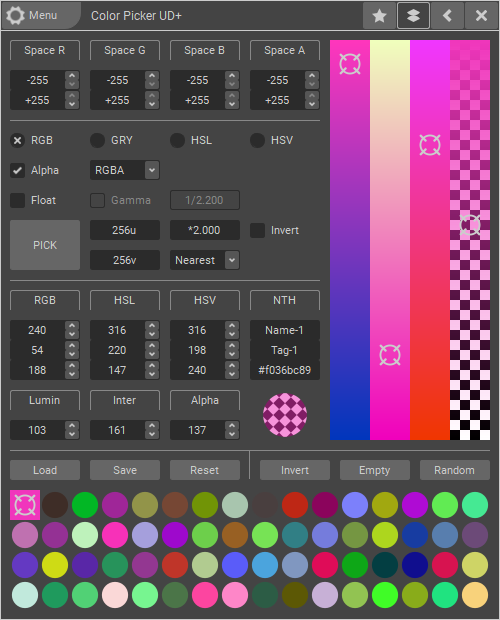 Menu Color Picker UD+
Space R Space G Space B Space A
-255 -255 -255 -255
+255 +255 +255 +255
RGB GRY HSL HSV
Alpha RGBA
Float Gamma 1/2.200
PICK 256u *2.000 Invert
256v Nearest
RGB HSL HSV NTH
240 316 316 Name-1
54 220 198 Tag-1
188 147 240 #f036bc89
Lumin Inter Alpha
103 161 137
Load Save Reset Invert Empty Random